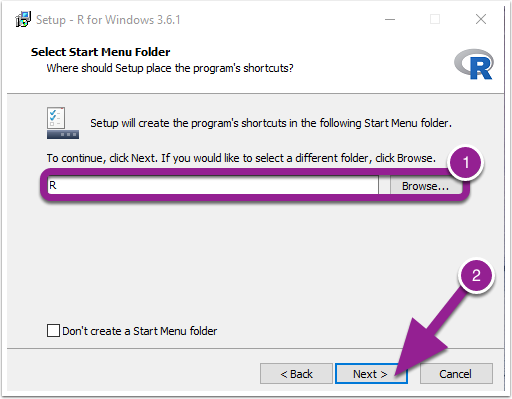 Setup - R for Windows 3.6.1
Select Start Menu Folder
Where should Setup place the program's shortcuts?
R
Setup will create the program's shortcuts in the following Start Menu folder.
To continue, click Next. If you would like to select a different folder, click Browse.
1
R
Browse...
2
Don't create a Start Menu folder
< Back
Next >
Cancel